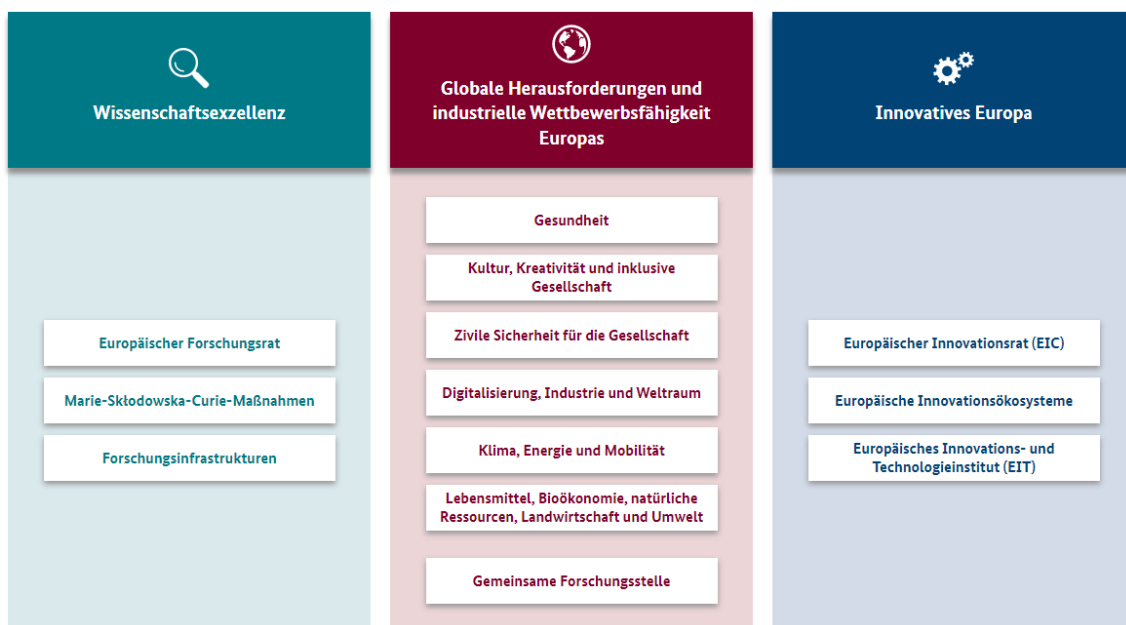 Wissenschaftsexzellenz
Europäischer Forschungsrat
Marie-Skłodowska-Curie-Maßnahmen
Forschungsinfrastrukturen
Globale Herausforderungen und
industrielle Wettbewerbsfähigkeit
Europas
Gesundheit
Kultur, Kreativität und inklusive
Gesellschaft
Zivile Sicherheit für die Gesellschaft
Digitalisierung, Industrie und Weltraum
Klima, Energie und Mobilität
Lebensmittel, Bioökonomie, natürliche
Ressourcen, Landwirtschaft und Umwelt
Gemeinsame Forschungsstelle
Innovatives Europa
Europäischer Innovationsrat (EIC)
Europäische Innovationsökosysteme
Europäisches Innovations- und
Technologieinstitut (EIT)